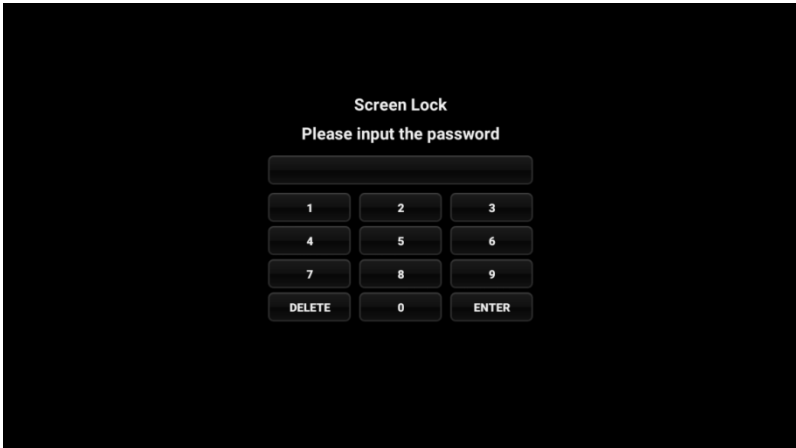 Screen Lock
Please input the password
1 2 3
4 5 6
7 8 9
DELETE 0 ENTER